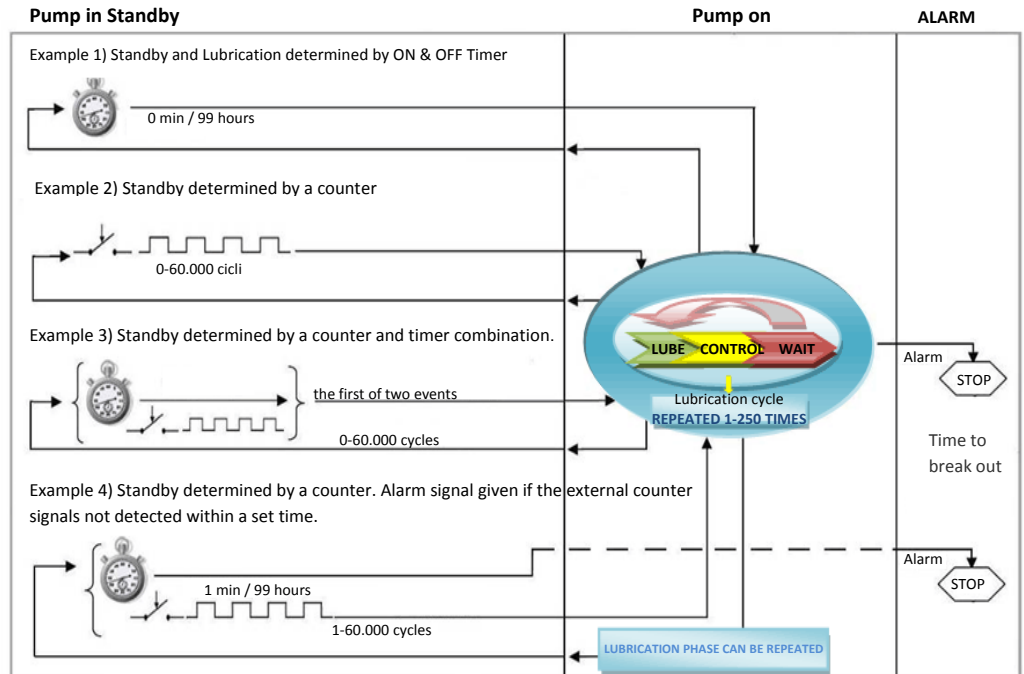 Pump in Standby
Pump on
ALARM
Example 1) Standby and Lubrication determined by ON & OFF Timer
0 min / 99 hours
Example 2) Standby determined by a counter
0-60.000 cicli
Example 3) Standby determined by a counter and timer combination.
the first of two events
0-60.000 cycles
LUBE
CONTROL
WAIT
Lubrication cycle
REPEATED 1-250 TIMES
Alarm
STOP
Time to
break out
Example 4) Standby determined by a counter. Alarm signal given if the external counter
signals not detected within a set time.
1 min / 99 hours
1-60.000 cycles
Alarm
STOP
LUBRICATION PHASE CAN BE REPEATED